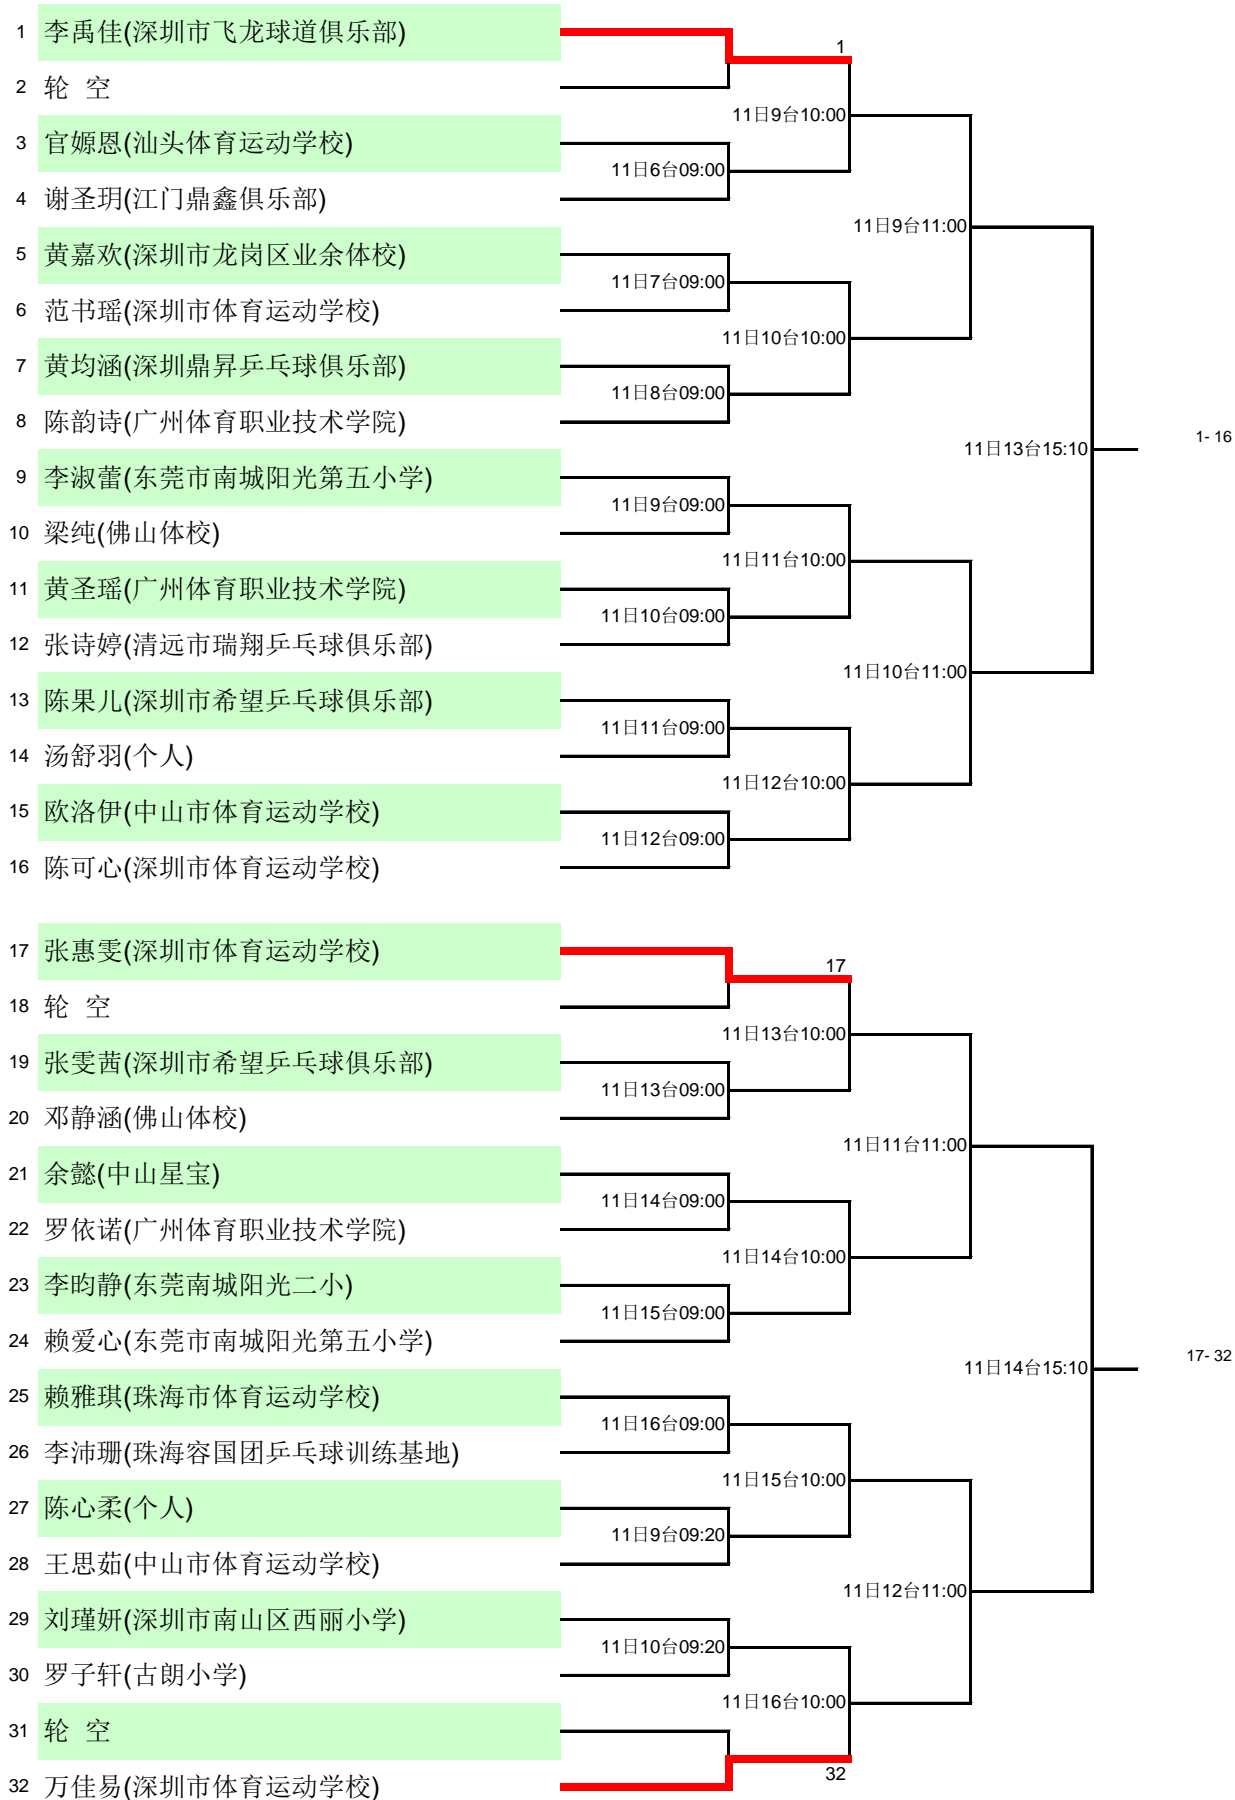 1 李禹佳(深圳市飞龙球道俱乐部)
1
2 轮 空
11日9台10:00
3 官嫄恩(汕头体育运动学校)
11日6台09:00
4 谢圣玥(江门鼎鑫俱乐部)
11日9台11:00
5 黄嘉欢(深圳市龙岗区业余体校)
11日7台09:00
6 范书瑶(深圳市体育运动学校)
11日10台10:00
7 黄均涵(深圳鼎昇乒乓球俱乐部)
11日8台09:00
8 陈韵诗(广州体育职业技术学院)
11日13台15:10
1- 16
9 李淑蕾(东莞市南城阳光第五小学)
11日9台09:00
10 梁纯(佛山体校)
11日11台10:00
11 黄圣瑶(广州体育职业技术学院)
11日10台09:00
12 张诗婷(清远市瑞翔乒乓球俱乐部)
11日10台11:00
13 陈果儿(深圳市希望乒乓球俱乐部)
11日11台09:00
14 汤舒羽(个人)
11日12台10:00
15 欧洛伊(中山市体育运动学校)
11日12台09:00
16 陈可心(深圳市体育运动学校)
17 张惠雯(深圳市体育运动学校)
17
18 轮 空
11日13台10:00
19 张雯茜(深圳市希望乒乓球俱乐部)
11日13台09:00
20 邓静涵(佛山体校)
11日11台11:00
21 余懿(中山星宝)
11日14台09:00
22 罗依诺(广州体育职业技术学院)
11日14台10:00
23 李昀静(东莞南城阳光二小)
11日15台09:00
24 赖爱心(东莞市南城阳光第五小学)
11日14台15:10
17- 32
25 赖雅琪(珠海市体育运动学校)
11日16台09:00
26 李沛珊(珠海容国团乒乓球训练基地)
11日15台10:00
27 陈心柔(个人)
11日9台09:20
28 王思茹(中山市体育运动学校)
11日12台11:00
29 刘瑾妍(深圳市南山区西丽小学)
11日10台09:20
30 罗子轩(古朗小学)
11日16台10:00
31 轮 空
32
32 万佳易(深圳市体育运动学校)